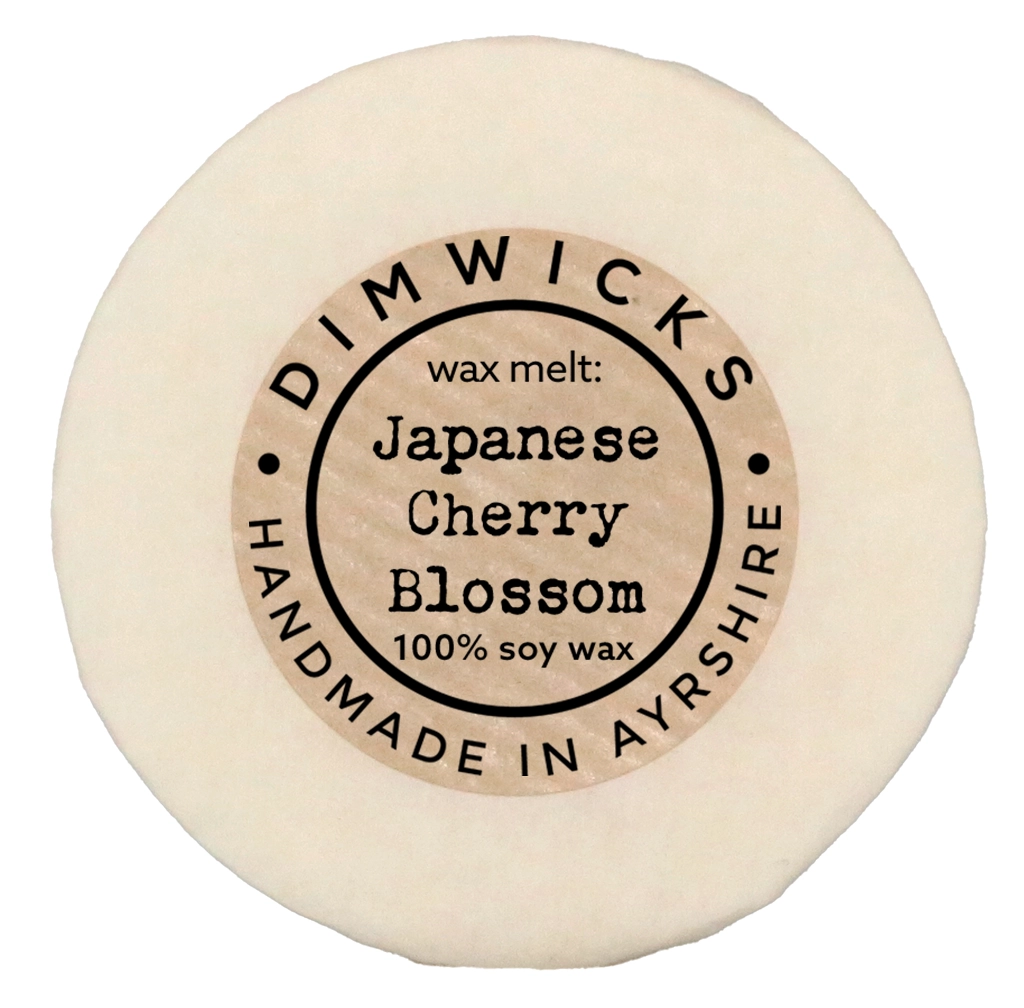 DIMWICKS
wax melt:
Japanese
Cherry
Blossom
100% soy wax
HANDMADE IN AYRSHIRE